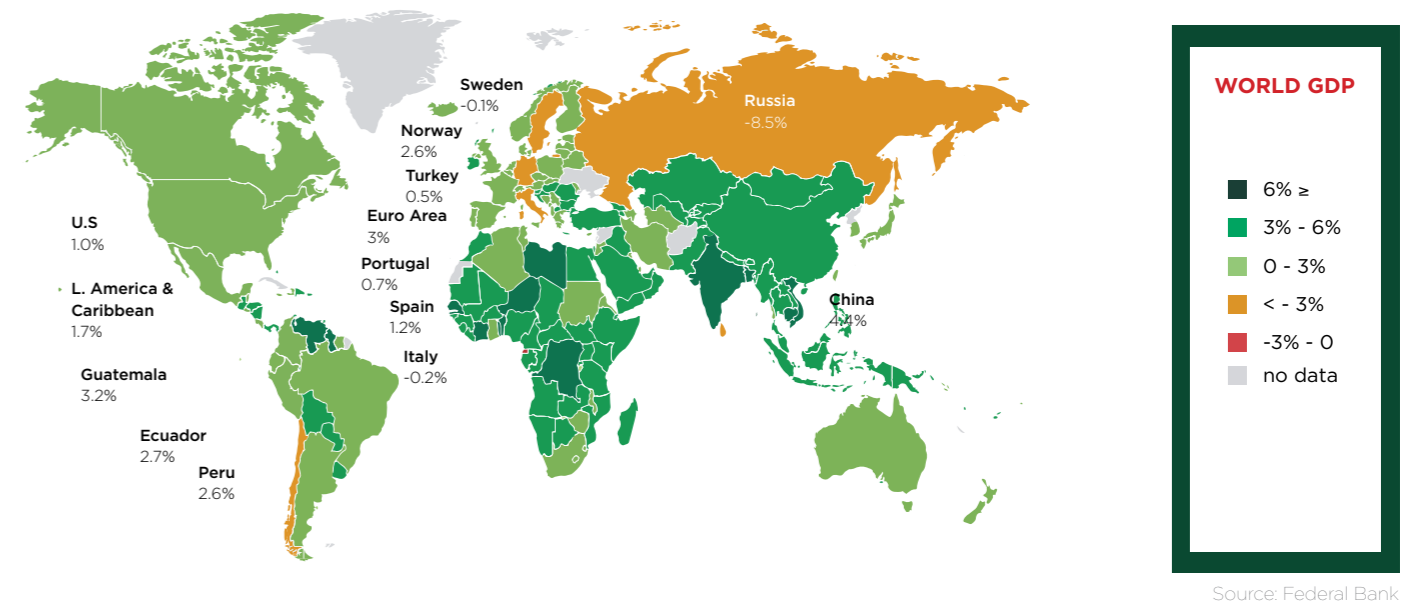 Sweden
-0.1%
Norway
2.6%
Turkey
0.5%
Euro Area
3%
Portugal
0.7%
Spain
1.2%
Italy
-0.2%
Russia
-8.5%
China
4.4%
U.S
1.0%
L. America &
Caribbean
1.7%
Guatemala
3.2%
Ecuador
2.7%
Peru
2.6%
WORLD GDP
6% ≥
3% - 6%
0 - 3%
< - 3%
-3% - 0
no data
Source: Federal Bank